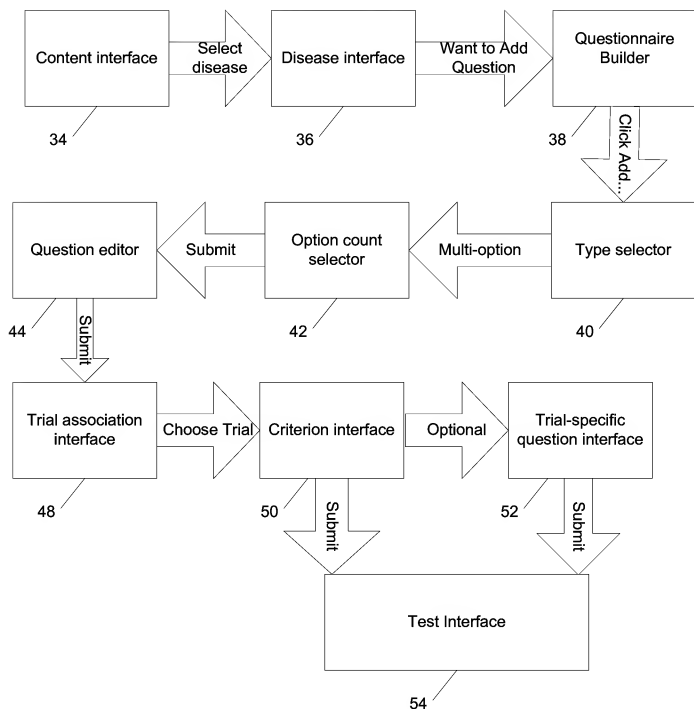 Content interface
Select
disease
Disease interface
Want to Add
Question
Questionnaire
Builder
34
36
38
Click Add...
Question editor
Submit
Option count
selector
Multi-option
Type selector
44
42
40
Submit
Trial association
interface
Choose Trial
Criterion interface
Optional
Trial-specific
question interface
48
50
52
Submit
Submit
Test Interface
54